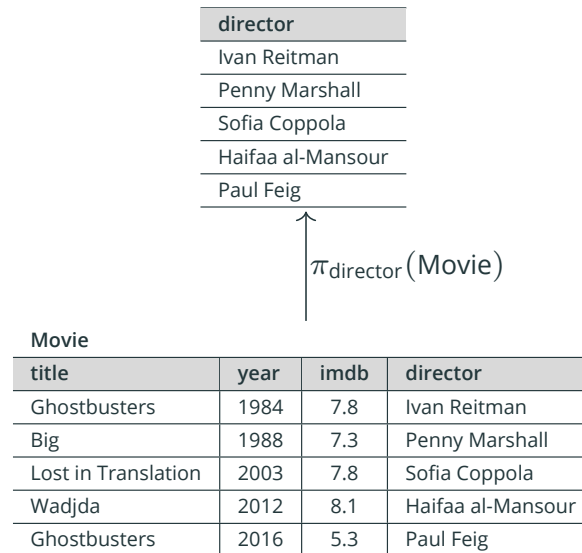 director
Ivan Reitman
Penny Marshall
Sofia Coppola
Haifaa al-Mansour
Paul Feig
π director (Movie)
Movie
title year imdb director
Ghostbusters 1984 7.8 Ivan Reitman
Big 1988 7.3 Penny Marshall
Lost in Translation 2003 7.8 Sofia Coppola
Wadjda 2012 8.1 Haifaa al-Mansour
Ghostbusters 2016 5.3 Paul Feig